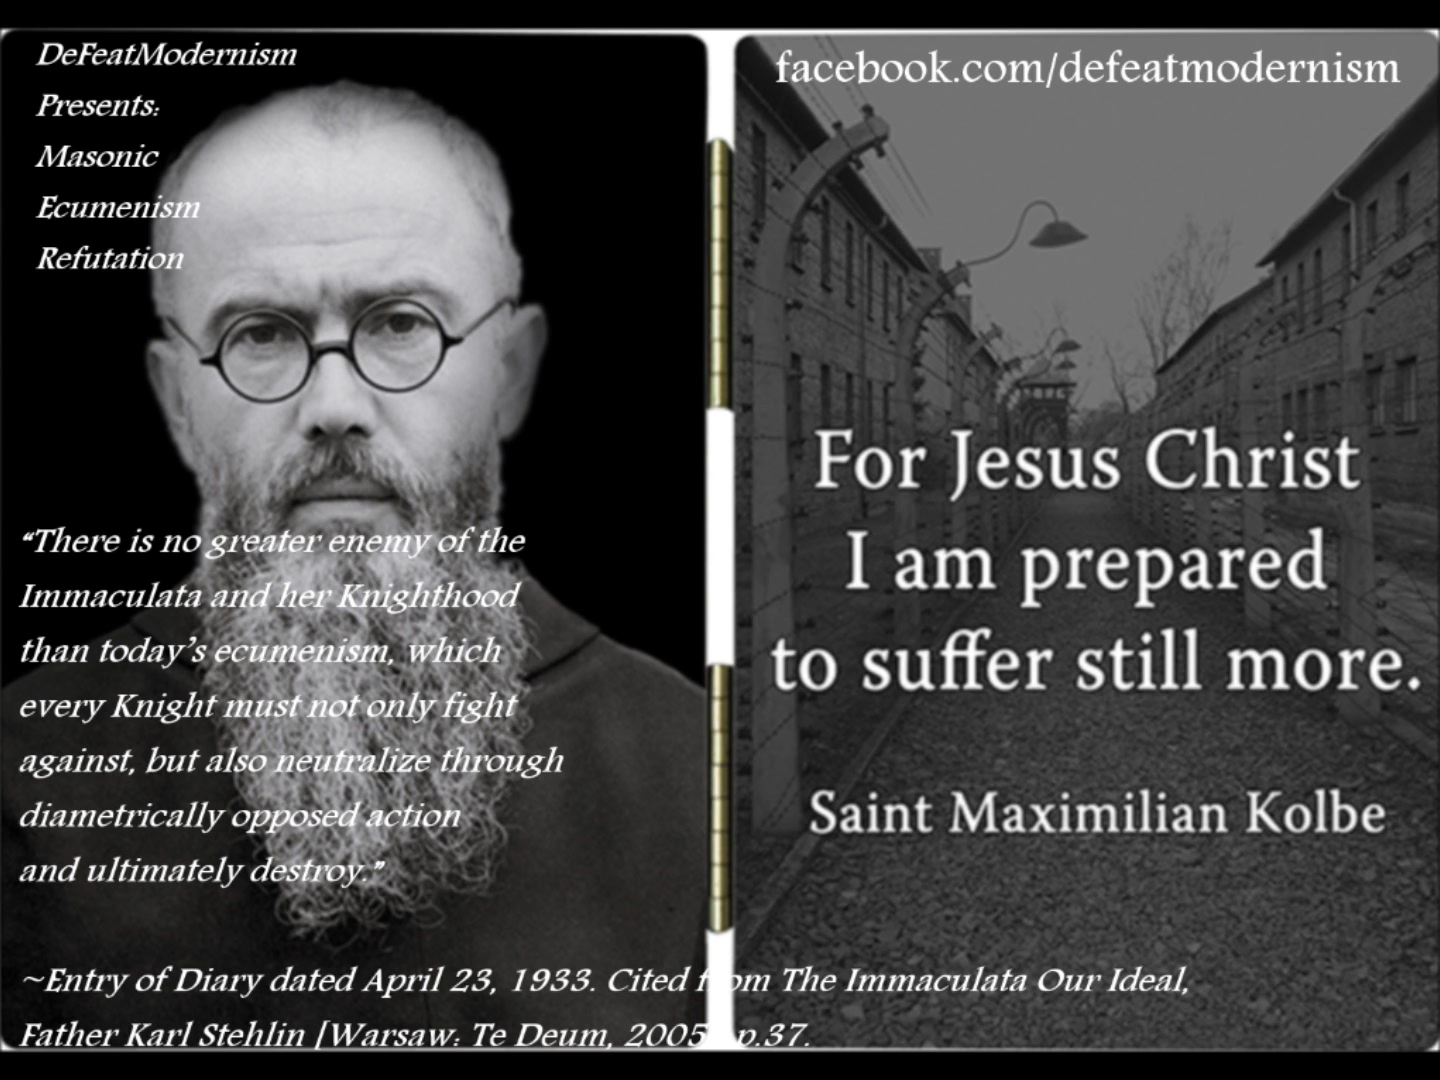 DeFeatModernism
Presents:
Masonic
Ecumenism
Refutation
“There is no greater enemy of the
Immaculata and her Knighthood
than today’s ecumenism, which
every Knight must not only fight
against, but also neutralize through
diametrically opposed action
and ultimately destroy.”
~Entry of Diary dated April 23, 1933. Cited from The Immaculata Our Ideal,
Father Karl Stehlin [Warsaw: Te Deum, 2005 p.37.
facebook.com/defeatmodernism
For Jesus Christ
I am prepared
to suffer still more.
Saint Maximilian Kolbe